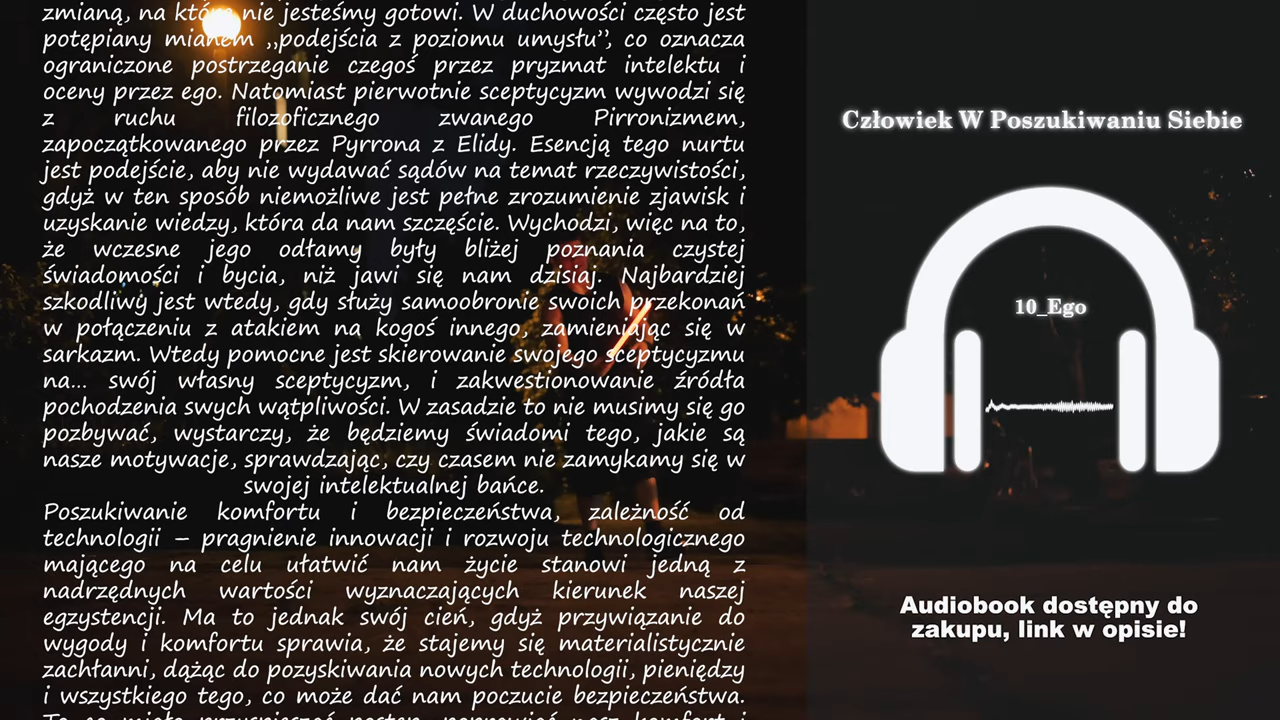 zmianą, na którą nie jesteśmy gotowi. W duchowości często jest
potępiany mianem „podejścia z poziomu umysłu”, co oznacza
ograniczone postrzeganie czegoś przez pryzmat intelektu i
oceny przez ego. Natomiast pierwotnie sceptycyzm wywodzi się
z ruchu filozoficznego zwanego Pirronizmem,
zapoczątkowanego przez Pyrrona z Elidy. Esencją tego nurtu
jest podejście, aby nie wydawać sądów na temat rzeczywistości,
gdyż w ten sposób niemożliwe jest pełne zrozumienie zjawisk i
uzyskanie wiedzy, która da nam szczęście. Wychodzi, więc na to,
że wczesne jego odłamy były bliżej poznania czystej
świadomości i bycia, niż jawi się nam dzisiaj. Najbardziej
szkodliwy jest wtedy, gdy służy samoobronie swoich przekonań
w połączeniu z atakiem na kogoś innego, zamieniając się w
sarkazm. Wtedy pomocne jest skierowanie swojego sceptycyzmu
na... swój własny sceptycyzm, i zakwestionowanie źródła
pochodzenia swych wątpliwości. W zasadzie to nie musimy się go
pozbywać, wystarczy, że będziemy świadomi tego, jakie są
nasze motywacje, sprawdzając, czy czasem nie zamykamy się w
swojej intelektualnej bańce.
Poszukiwanie komfortu i bezpieczeństwa, zależność od
technologii – pragnienie innowacji i rozwoju technologicznego
mającego na celu ułatwić nam życie stanowi jedną z
nadrzędnych wartości wyznaczających kierunek naszej
egzystencji. Ma to jednak swój cień, gdyż przywiązanie do
wygody i komfortu sprawia, że stajemy się materialistycznie
zachłanni, dążąc do pozyskiwania nowych technologii, pieniędzy
i wszystkiego tego, co może dać nam poczucie bezpieczeństwa.
To co miało przyspieszać postęp, poprawiać nasz komfort i
Człowiek W Poszukiwaniu Siebie
10_Ego
Audiobook dostępny do
zakupu, link w opisie!